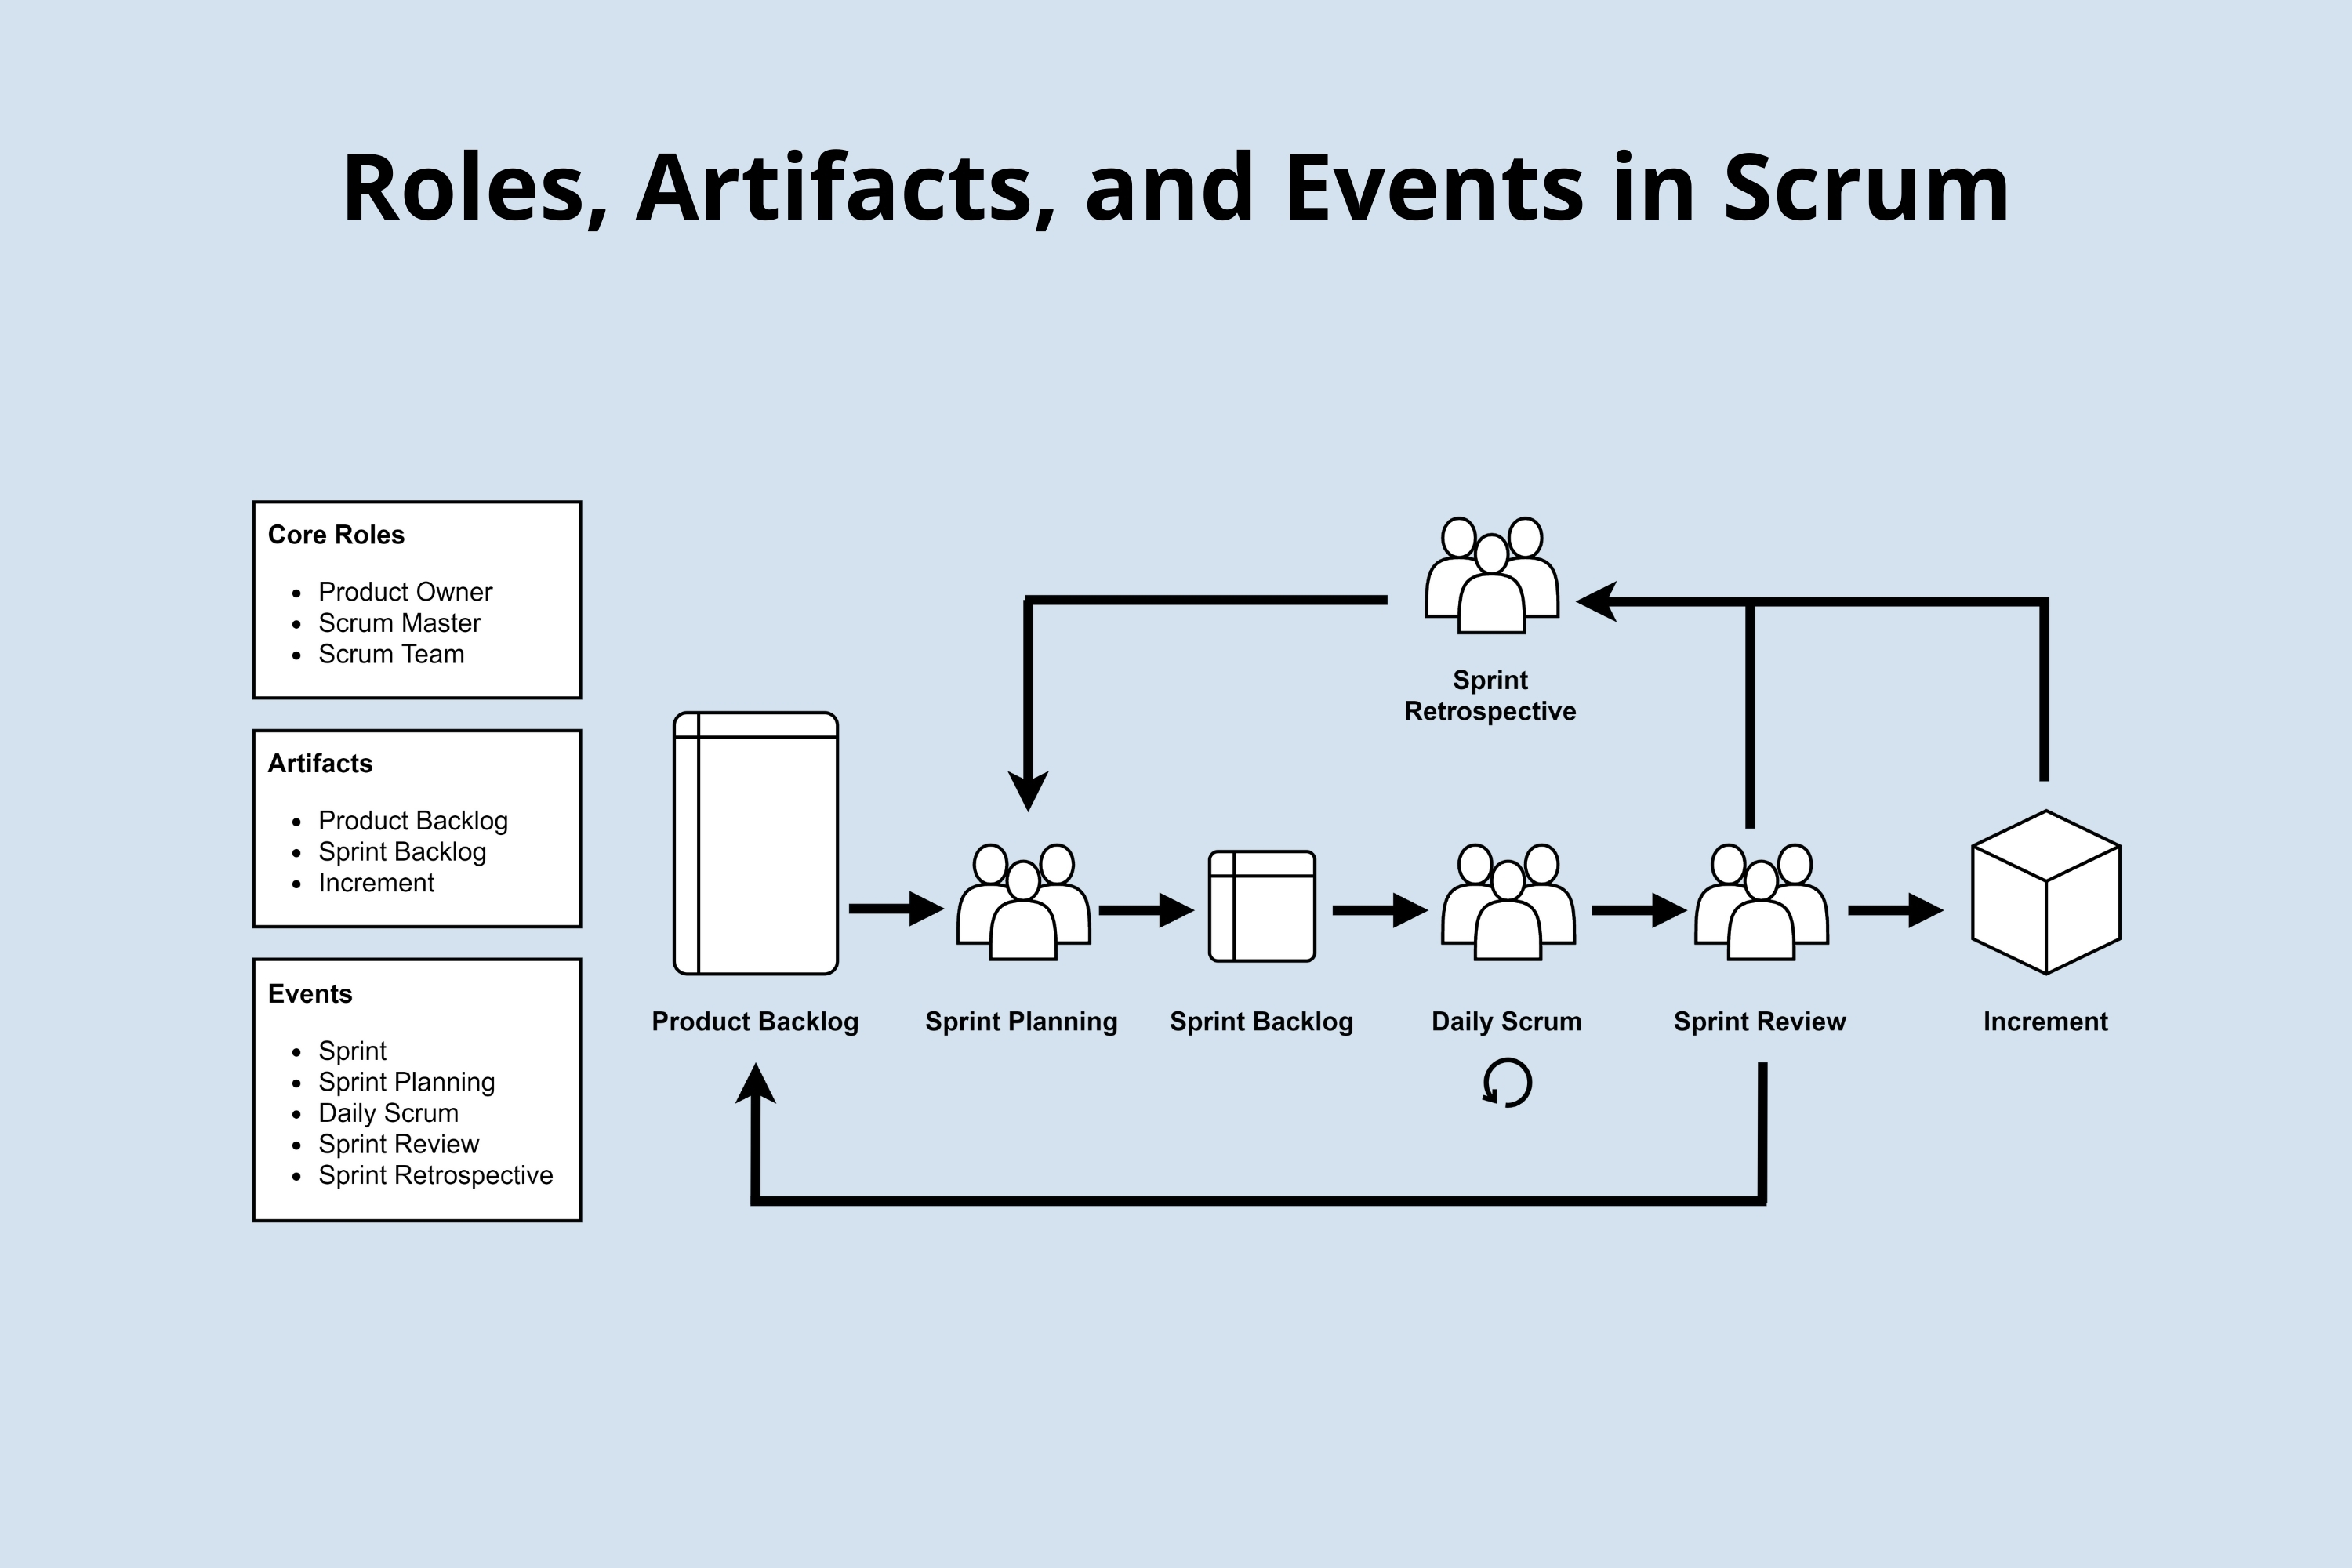 Roles, Artifacts, and Events in Scrum
Core Roles
Product Owner
Scrum Master
Scrum Team
Artifacts
Product Backlog
Sprint Backlog
Increment
Events
Sprint
Sprint Planning
Daily Scrum
Sprint Review
Sprint Retrospective
Sprint
Retrospective
Product Backlog
Sprint Planning
Sprint Backlog
Daily Scrum
Sprint Review
Increment